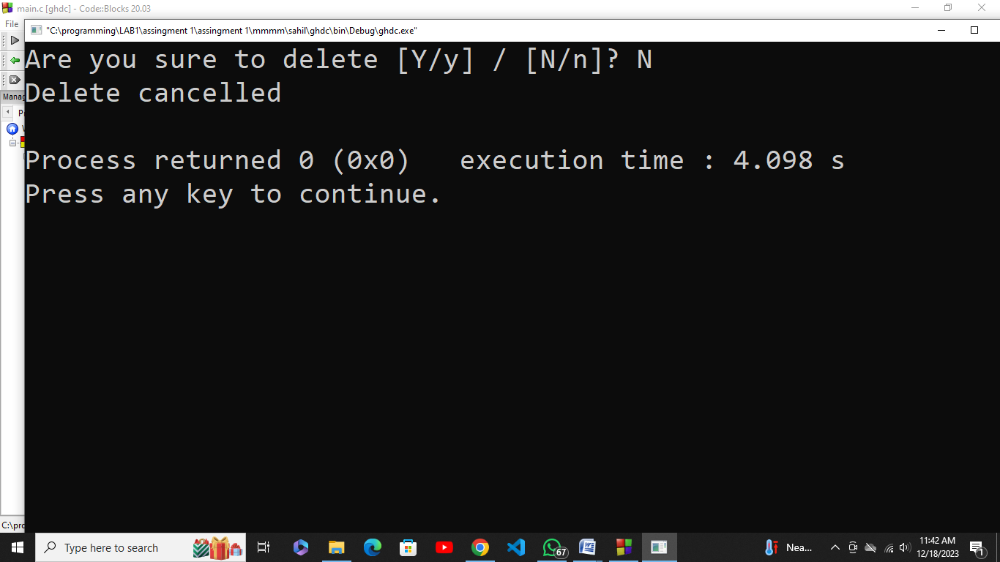 main.c [ghdc] - Code::Blocks 20.03
File
"C:\programming\LAB1\assingment 1\assingment 1\mmmm\sahil\ghdc\bin\Debug\ghdc.exe"
Are you sure to delete [Y/y] / [N/n]? N
Delete cancelled
Manag
Process returned 0 (0x0)   execution time : 4.098 s
Press any key to continue.
C:\pro
Type here to search
67
Nea...
11:42 AM
12/18/2023
1